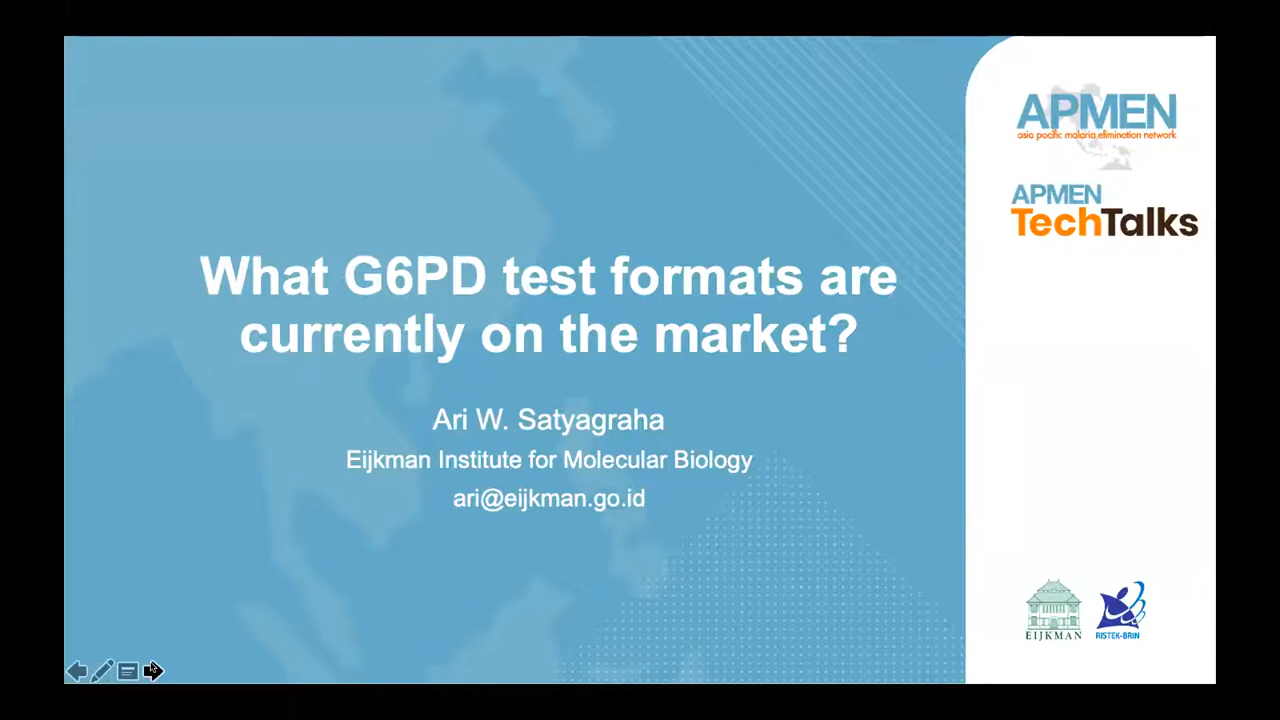 What G6PD test formats are
currently on the market?
Ari W. Satyagraha
Eijkman Institute for Molecular Biology
ari@eijkman.go.id
APMEN
asia pacific malaria elimination network
APMEN
TechTalks
EIJKMAN
RISTEK-BRIN